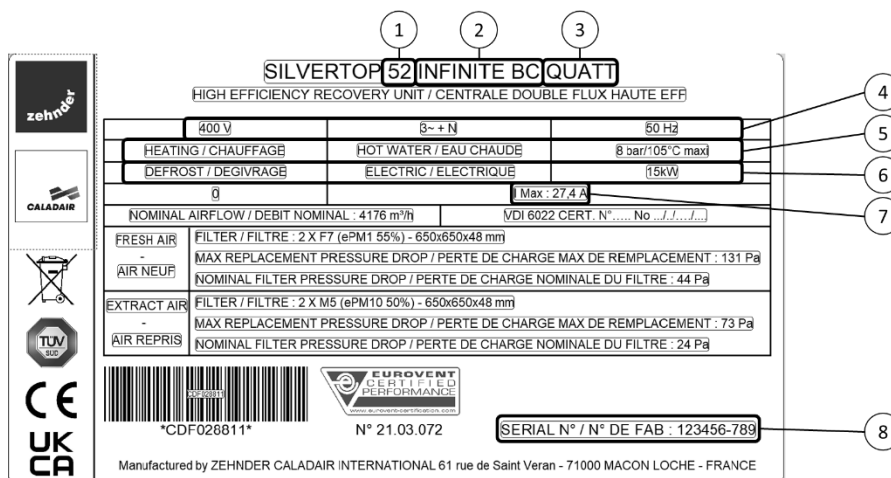 1 2 3
SILVERTOP 52 INFINITE BC QUATT
HIGH EFFICIENCY RECOVERY UNIT / CENTRALE DOUBLE FLUX HAUTE EFF
zehnder
CALADAIR
400 V 3~ + N 50 Hz 4
HEATING / CHAUFFAGE HOT WATER / EAU CHAUDE 8 bar/105°C maxi 5
DEFROST / DEGIVRAGE ELECTRIC / ELECTRIQUE 15kW 6
0 I Max : 27,4 A 7
NOMINAL AIRFLOW / DEBIT NOMINAL : 4176 m³/h VDI 6022 CERT. N°..... No .../../..../....
FRESH AIR - AIR NEUF
FILTER / FILTRE : 2 X F7 (ePM1 55%) - 650x650x48 mm
MAX REPLACEMENT PRESSURE DROP / PERTE DE CHARGE MAX DE REMPLACEMENT : 131 Pa
NOMINAL FILTER PRESSURE DROP / PERTE DE CHARGE NOMINALE DU FILTRE : 44 Pa
EXTRACT AIR - AIR REPRIS
FILTER / FILTRE : 2 X M5 (ePM10 50%) - 650x650x48 mm
MAX REPLACEMENT PRESSURE DROP / PERTE DE CHARGE MAX DE REMPLACEMENT : 73 Pa
NOMINAL FILTER PRESSURE DROP / PERTE DE CHARGE NOMINALE DU FILTRE : 24 Pa
TÜV
SÜD
CE
UK
CA
CDF028811
*CDF028811*
EUROVENT
CERTIFIED
PERFORMANCE
www.eurovent-certification.com
N° 21.03.072
SERIAL N° / N° DE FAB : 123456-789 8
Manufactured by ZEHNDER CALADAIR INTERNATIONAL 61 rue de Saint Veran - 71000 MACON LOCHE - FRANCE